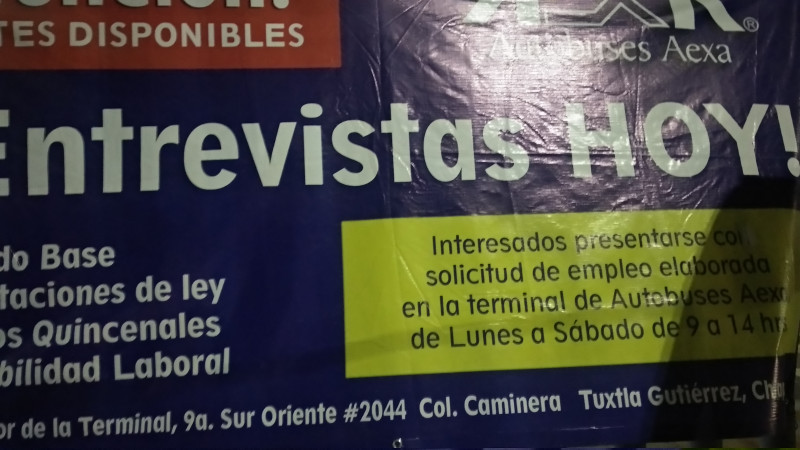 TES DISPONIBLES
Autobuses Aexa
Entrevistas HOY!
do Base
taciones de ley
os Quincenales
bilidad Laboral
Interesados presentarse con
solicitud de empleo elaborada
en la terminal de Autobuses Aexa
de Lunes a Sábado de 9 a 14 hrs
or de la Terminal, 9a. Sur Oriente #2044 Col. Caminera Tuxtla Gutiérrez,